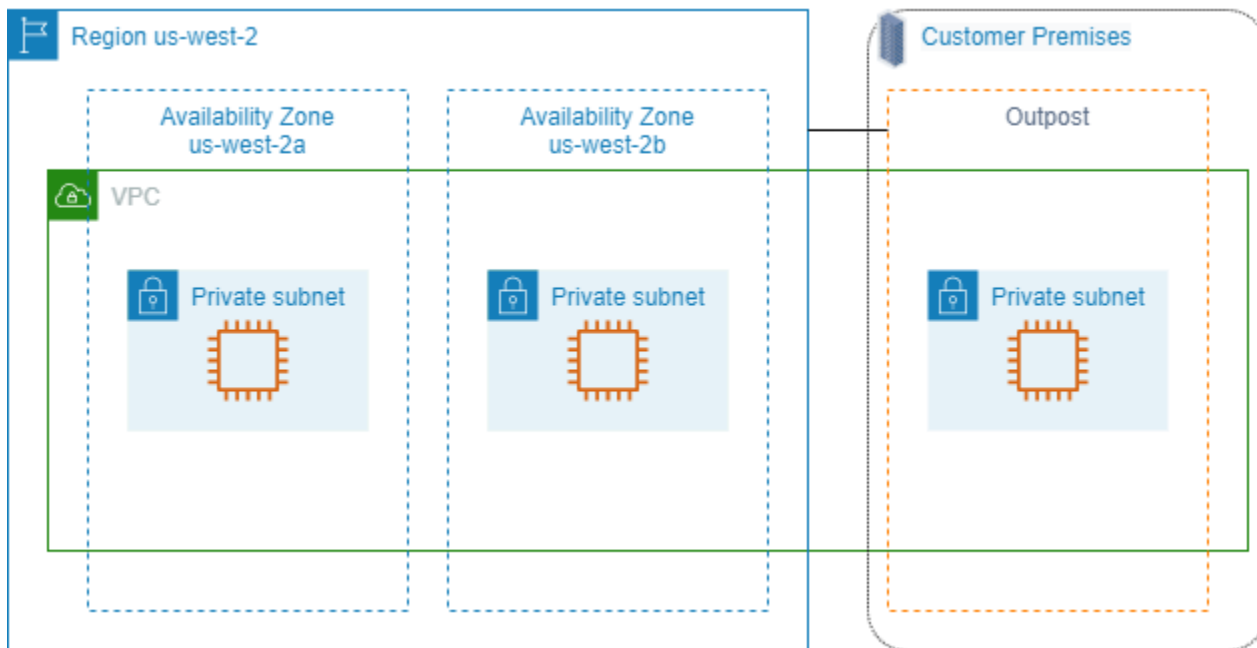 Region us-west-2
Customer Premises
Availability Zone
us-west-2a
Availability Zone
us-west-2b
Outpost
VPC
Private subnet
Private subnet
Private subnet